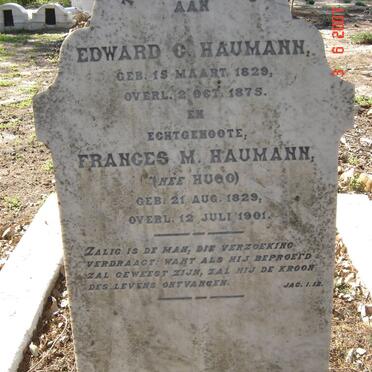 AAN
EDWARD C. HAUMANN,
GEB. 15 MAART. 1829,
OVERL. 2 OCT. 1875.
EN
ECHTGENOOTE,
FRANCES M. HAUMANN,
(NEE HUGO)
GEB. 21 AUG. 1829,
OVERL. 12 JULI 1901.
ZALIG IS DE MAN, DIE VERZOEKING
VERDRAAGT: WANT ALS HIJ BEPROEFD
ZAL GEWEEST ZIJN, ZAL HIJ DE KROON
DES LEVENS ONTVANGEN. JAC. 1. 12.